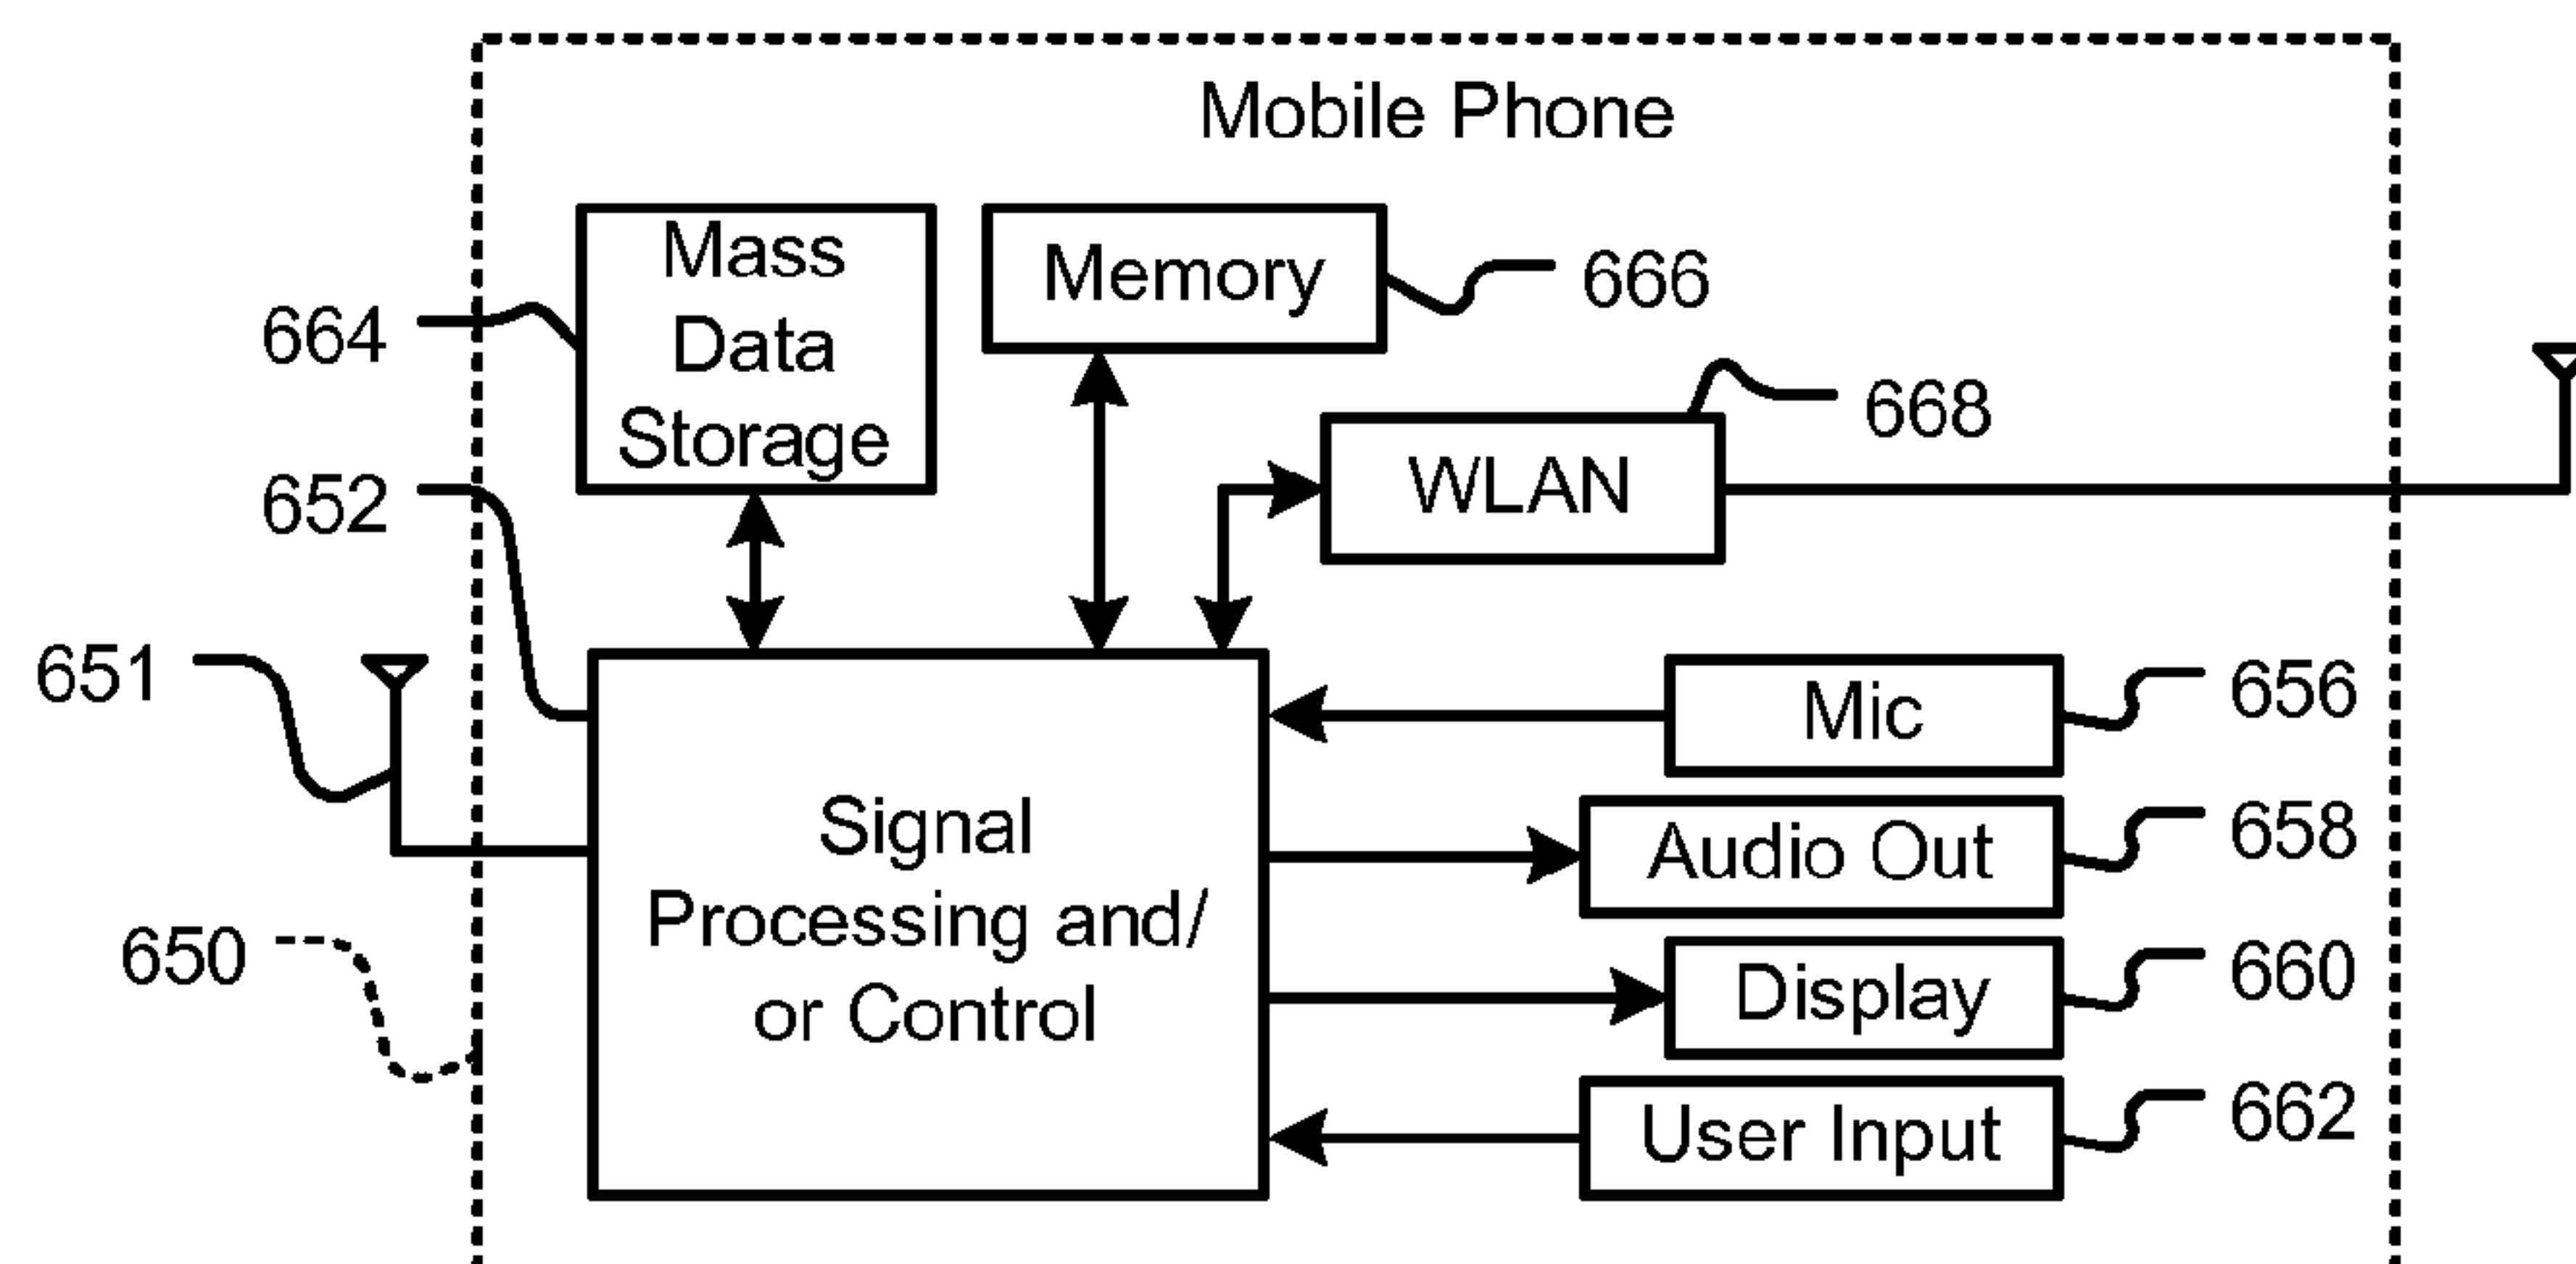 Mobile Phone
Mass
Data
Storage
Memory
666
664
668
WLAN
652
651
Mic
656
Signal
Processing and/
or Control
Audio Out
658
650
Display
660
User Input
662